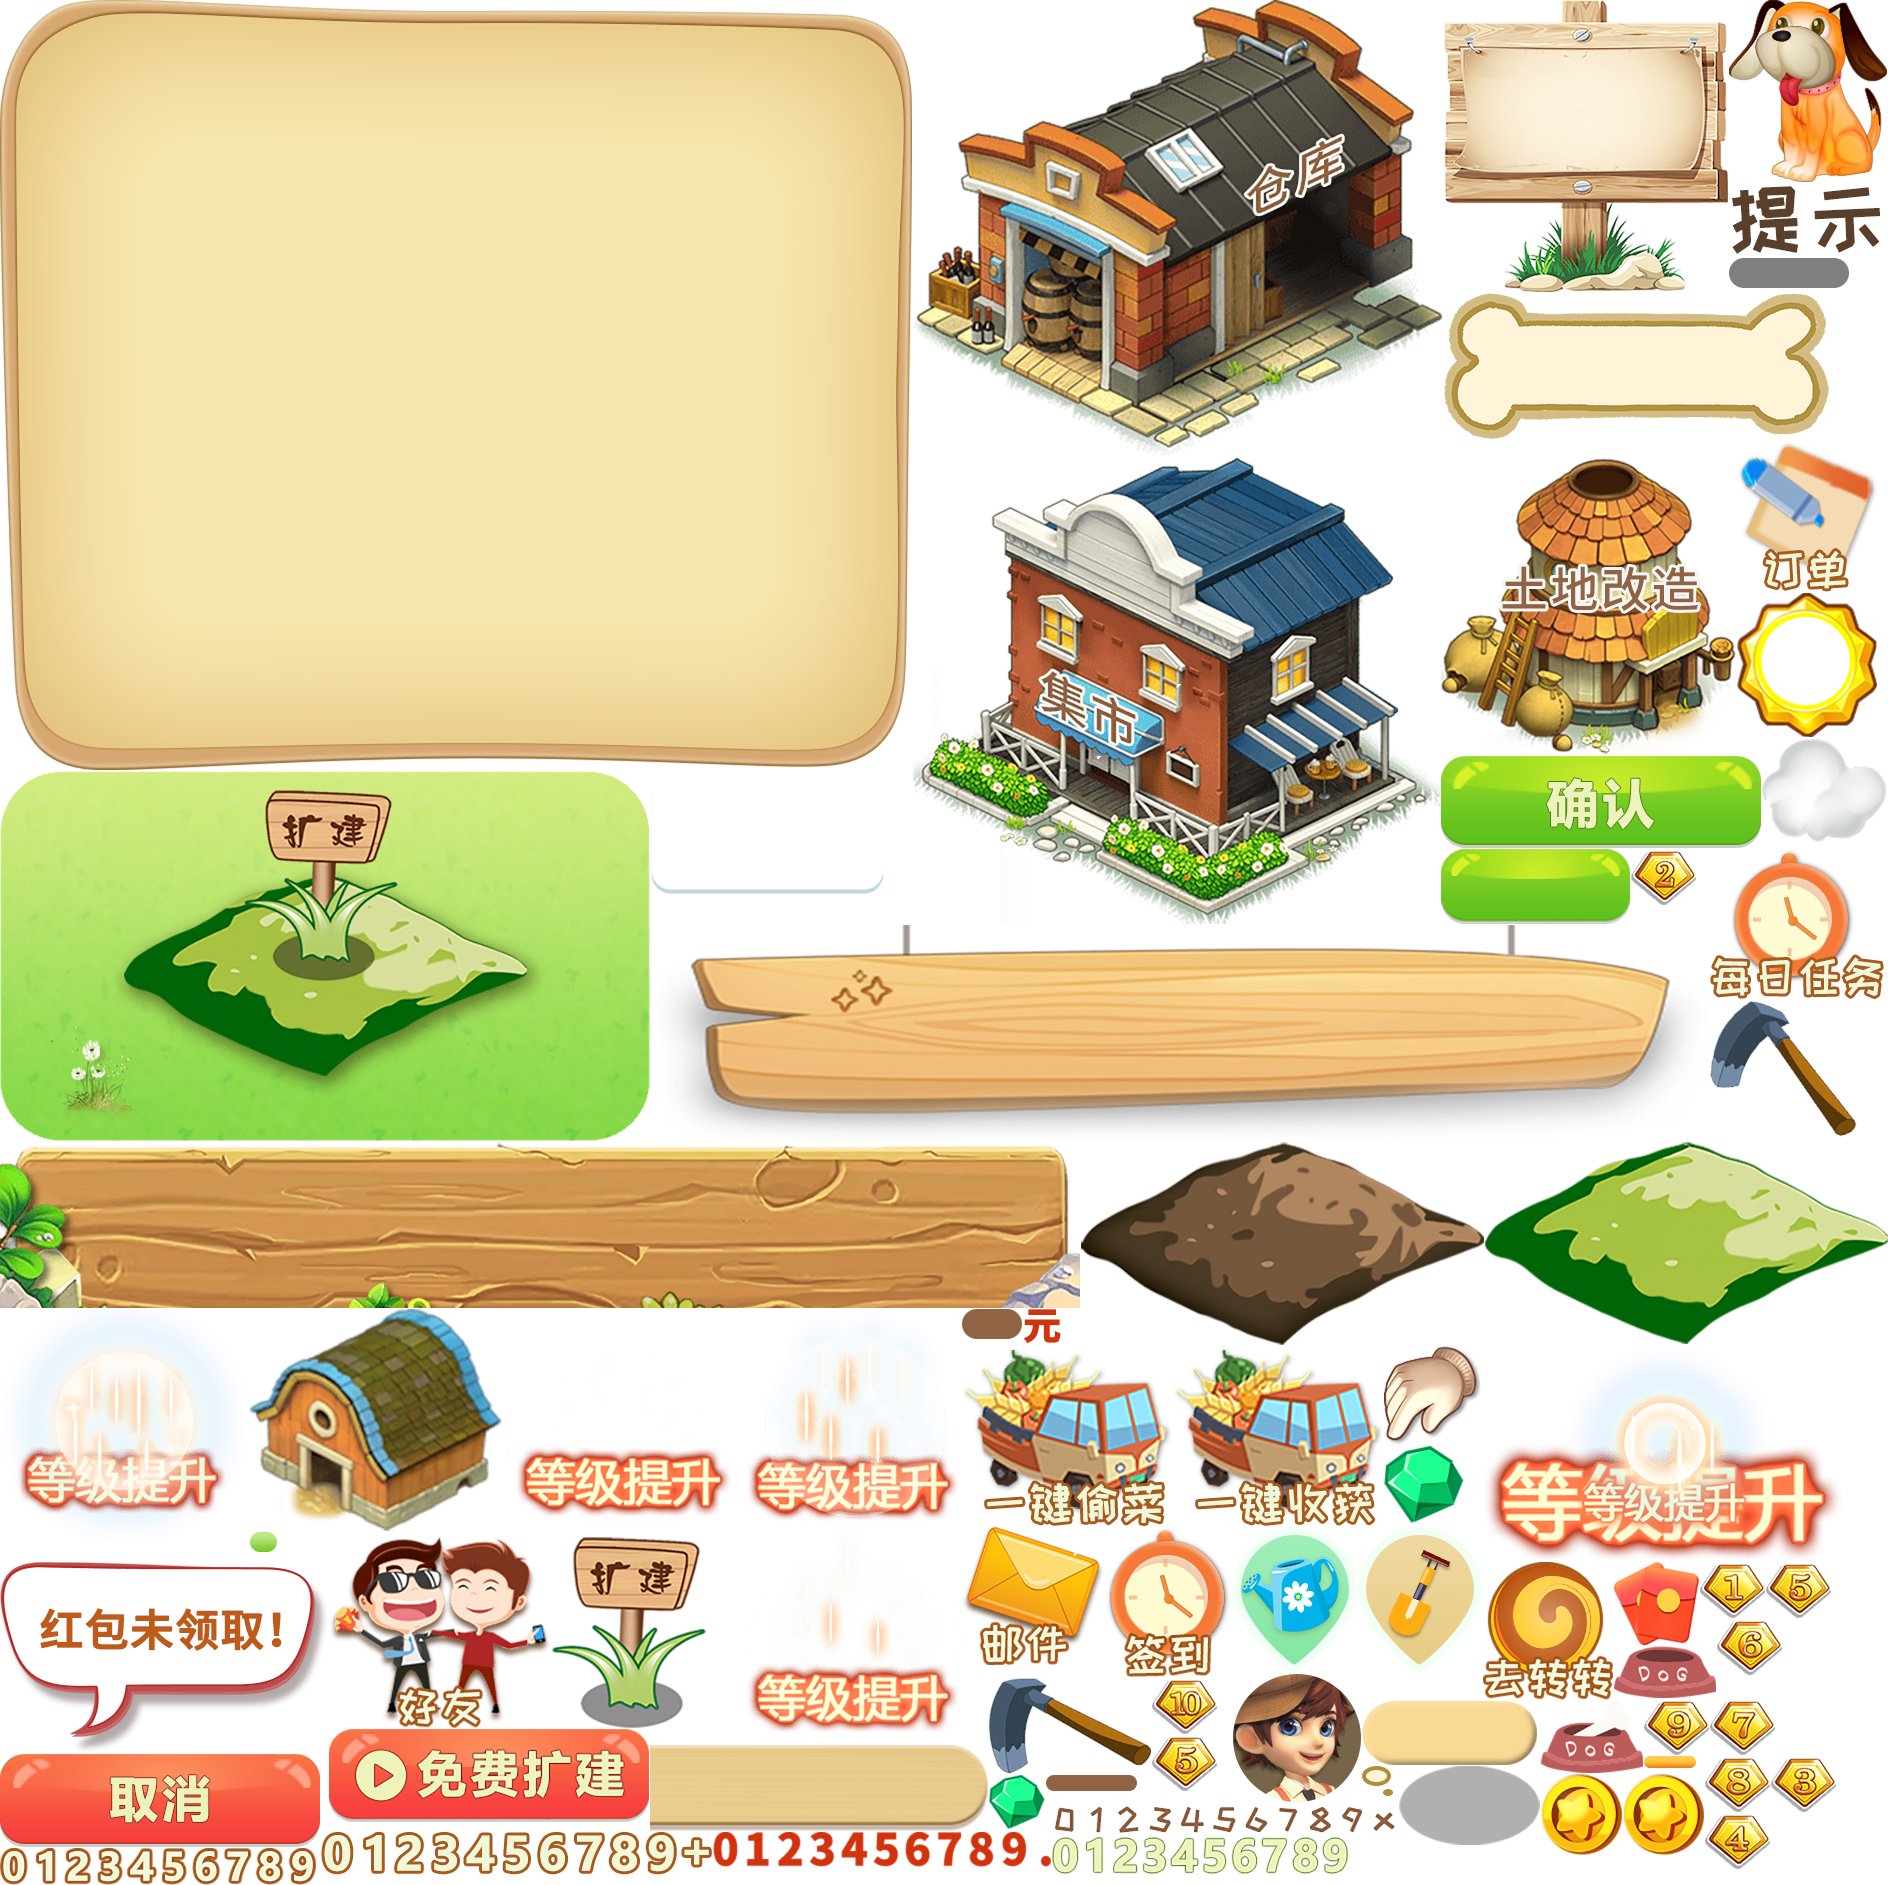 仓库
提示
集市
土地改造
订单
确认
2
扩建
每日任务
元
等级提升
等级提升
等级提升
一键偷菜
一键收获
等级提升
等级提升
红包未领取！
好友
扩建
等级提升
邮件
签到
去转转
1
5
6
DOG
10
9
7
DOG
5
8
3
4
取消
免费扩建
0123456789×
0123456789
0123456789+
0123456789.
0123456789